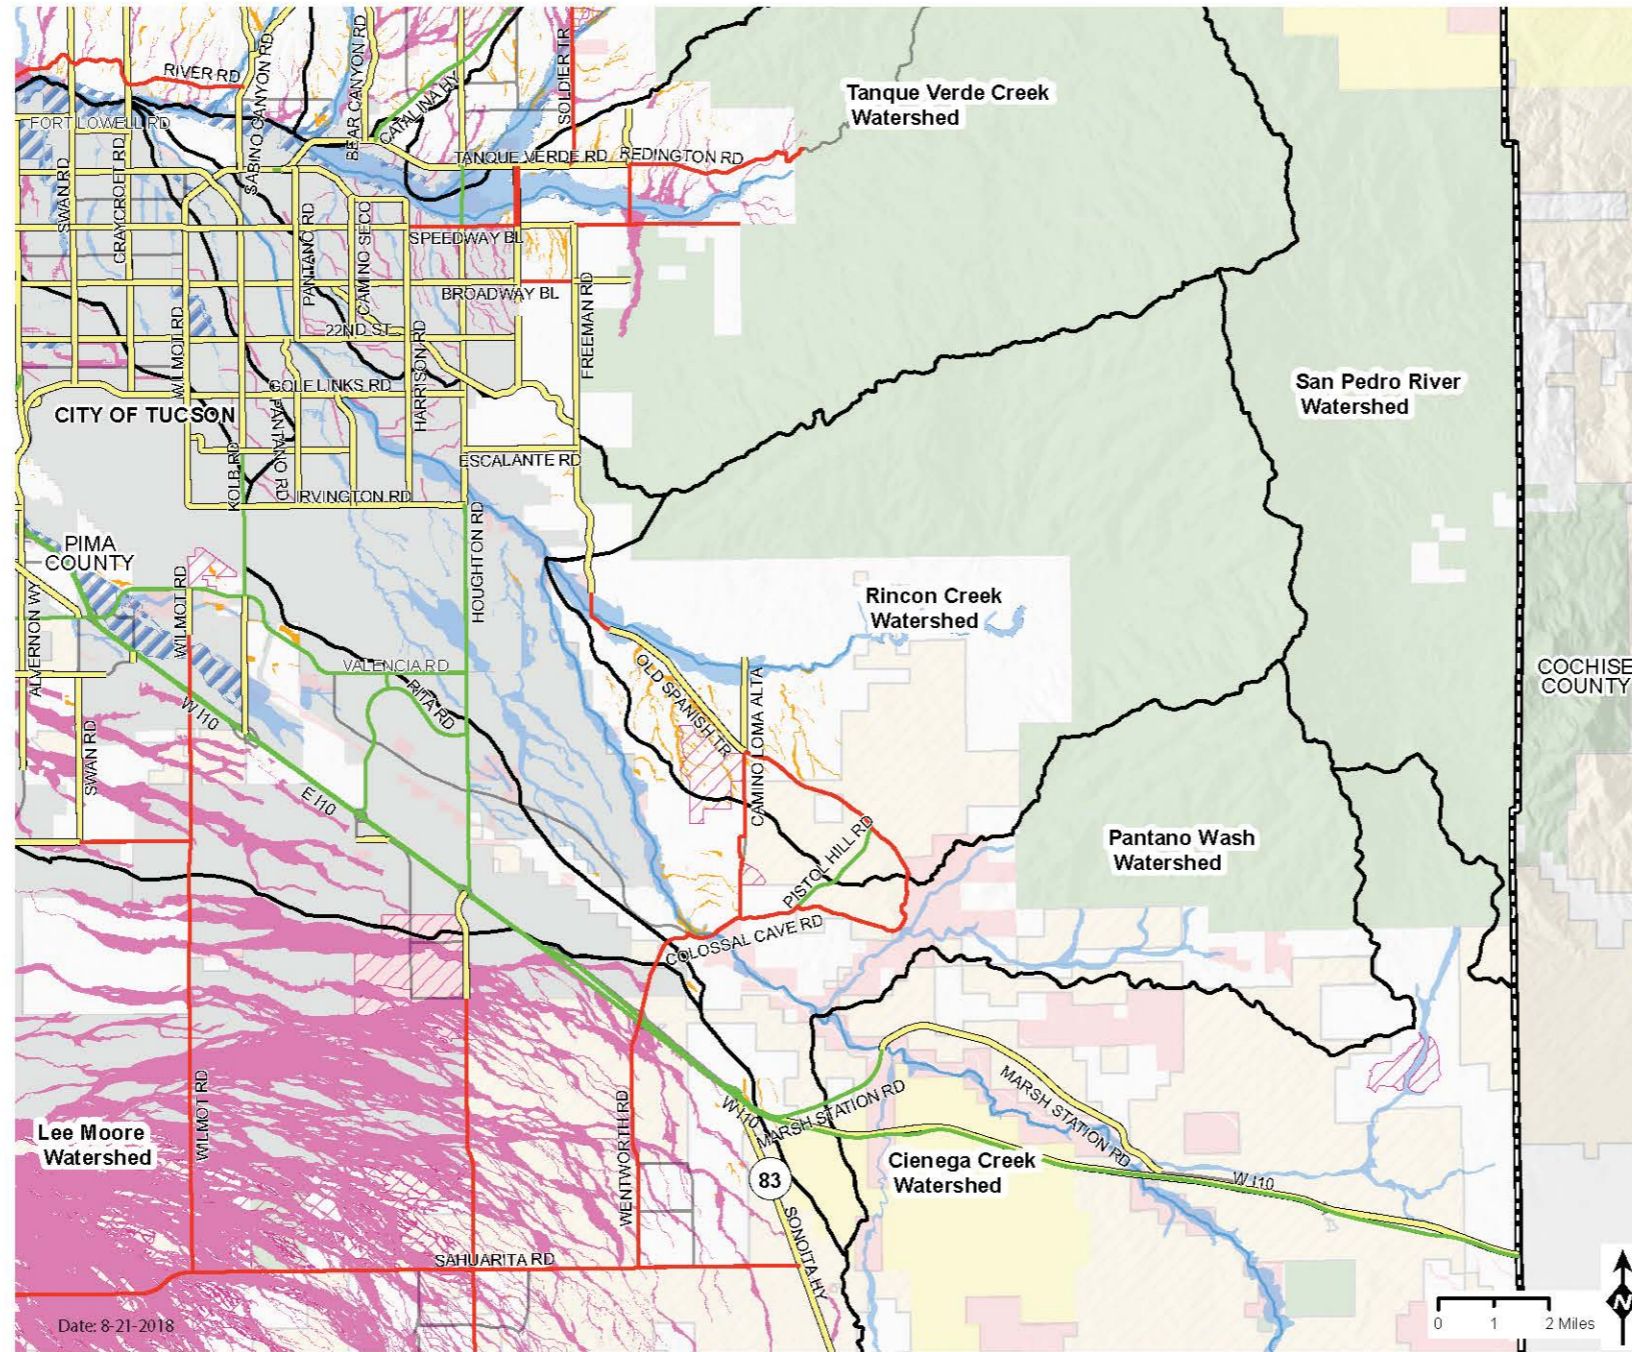 RIVER RD
SABINO CANYON RD
BEAR CANYON RD
CATALINA HY
SOLDIER TR
Tanque Verde Creek
Watershed
FORT LOWELL RD
TANQUE VERDE RD
REDINGTON RD
SWAN RD
CRAYCROFT RD
PANTANO RD
CAMINO SECO
SPEEDWAY BL
BROADWAY BL
FREEMAN RD
22ND ST
WILMOT RD
HARRISON RD
GOLF LINKS RD
CITY OF TUCSON
San Pedro River
Watershed
KOLB RD
PANTANO RD
ESCALANTE RD
IRVINGTON RD
PIMA
COUNTY
HOUGHTON RD
WILMOT RD
ALVERNON WY
Rincon Creek
Watershed
VALENCIA RD
RITA RD
OLD SPANISH TR
CAMINO LOMA ALTA
COCHISE
COUNTY
W I10
SWAN RD
E I10
PISTOL HILL RD
Pantano Wash
Watershed
COLOSSAL CAVE RD
WILMOT RD
WENTWORTH RD
W I10
MARSH STATION RD
MARSH STATION RD
Lee Moore
Watershed
83
Cienega Creek
Watershed
W I10
SONOITA HY
SAHUARITA RD
Date: 8-21-2018
0 1 2 Miles
N